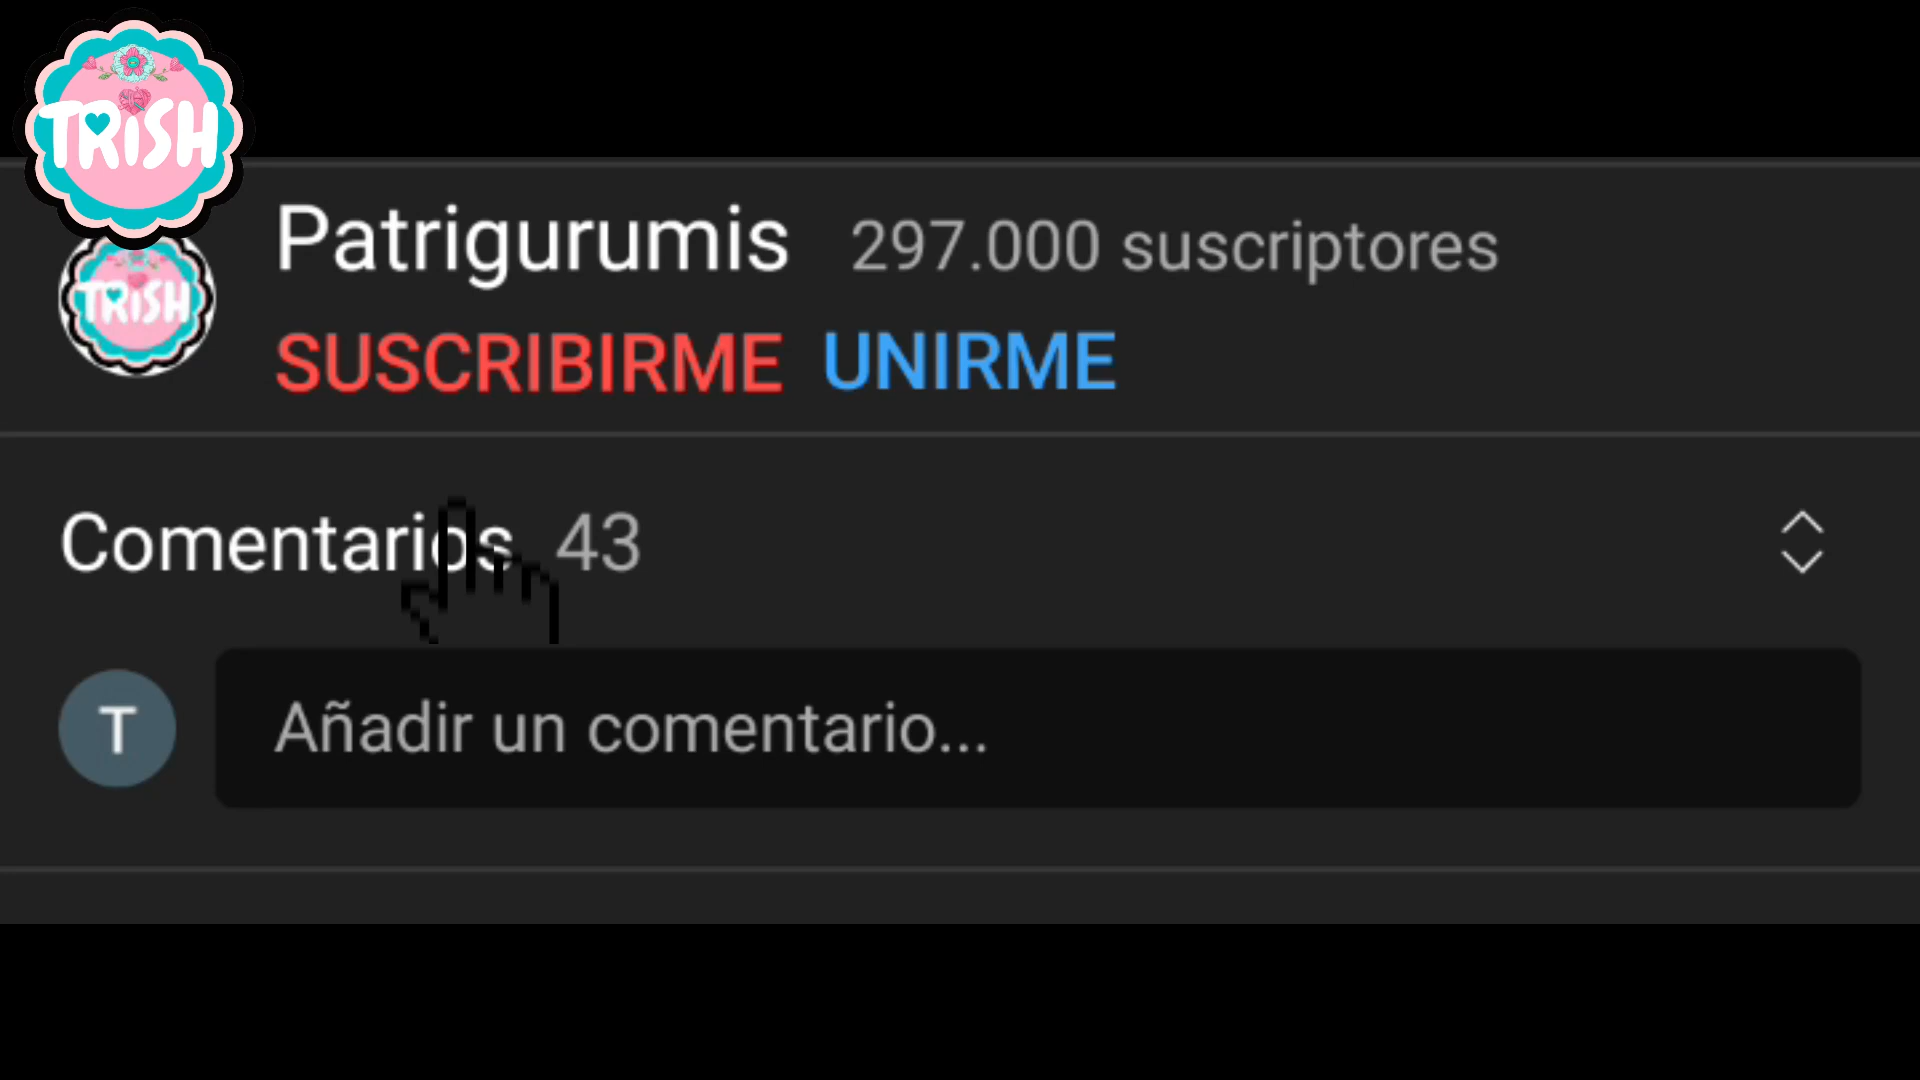 TRISH
Patrigurumis 297.000 suscriptores
TRISH
SUSCRIBIRME UNIRME
Comentarios 43
T
Añadir un comentario...